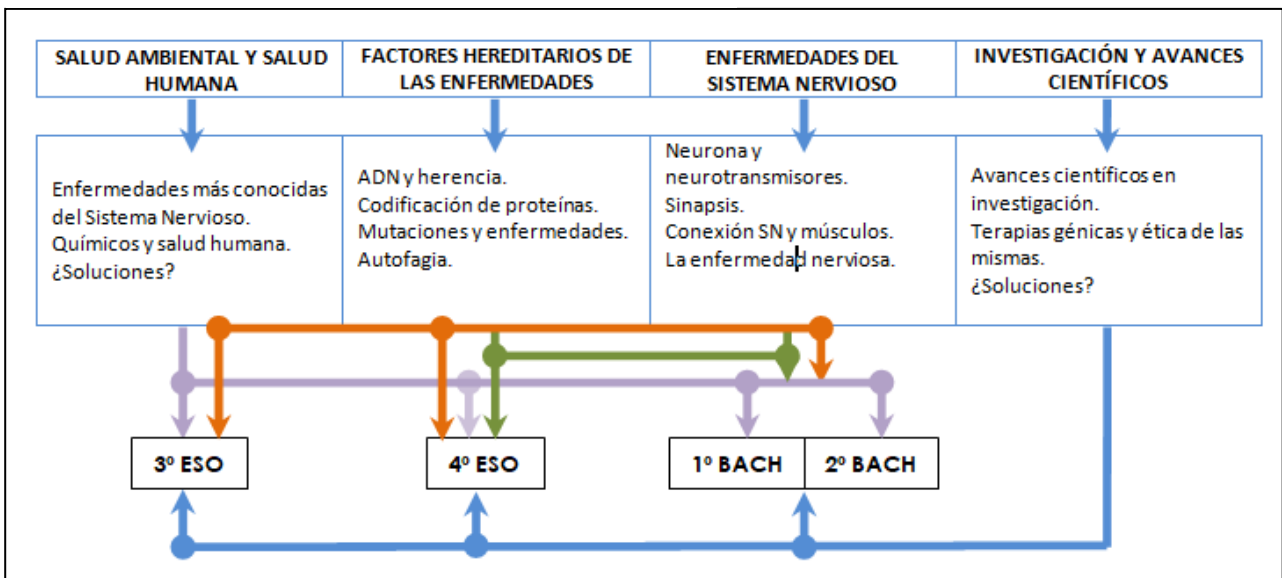 SALUD AMBIENTAL Y SALUD
HUMANA
FACTORES HEREDITARIOS DE
LAS ENFERMEDADES
ENFERMEDADES DEL
SISTEMA NERVIOSO
INVESTIGACIÓN Y AVANCES
CIENTÍFICOS
Enfermedades más conocidas
del Sistema Nervioso.
Químicos y salud humana.
¿Soluciones?
ADN y herencia.
Codificación de proteínas.
Mutaciones y enfermedades.
Autofagia.
Neurona y
neurotransmisores.
Sinapsis.
Conexión SN y músculos.
La enfermedad nerviosa.
Avances científicos en
investigación.
Terapias génicas y ética de las
mismas.
¿Soluciones?
3º ESO
4º ESO
1º BACH
2º BACH